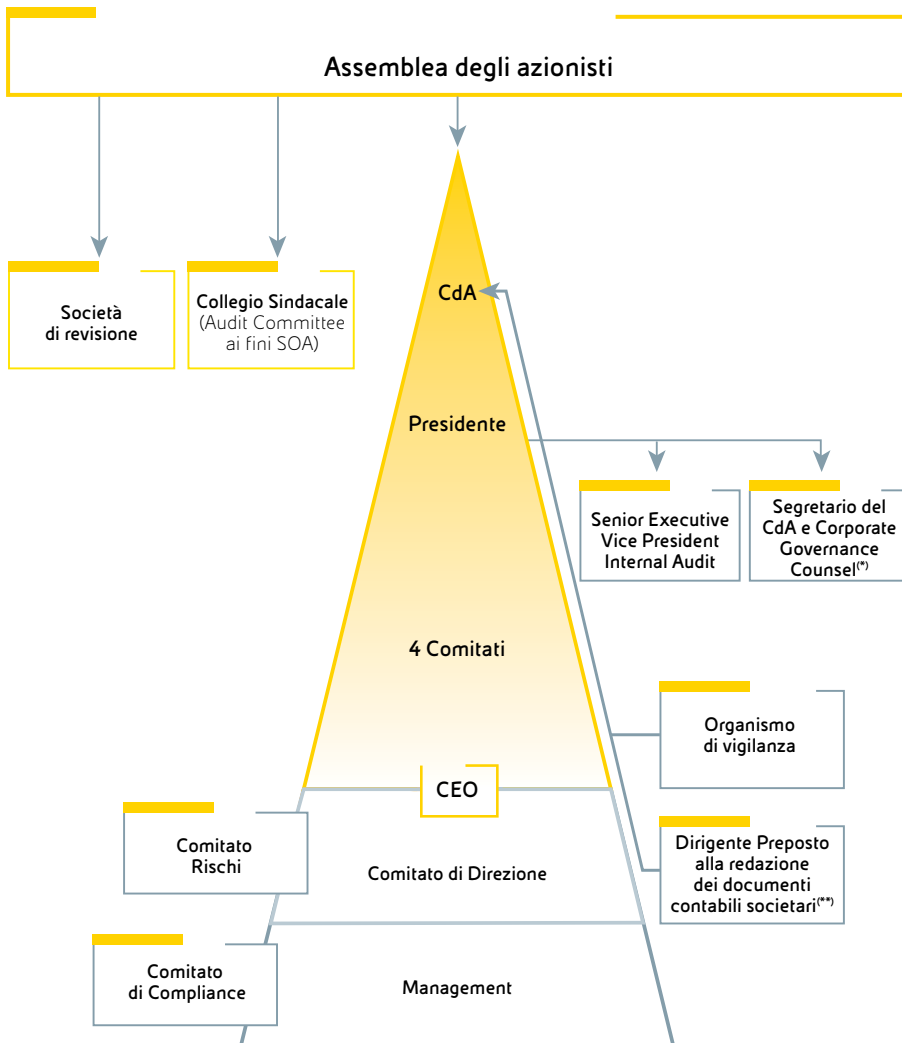 Assemblea degli azionisti
Società
di revisione
Collegio Sindacale
(Audit Committee
ai fini SOA)
CdA
Presidente
Senior Executive
Vice President
Internal Audit
Segretario del
CdA e Corporate
Governance
Counsel(*)
4 Comitati
Organismo
di vigilanza
CEO
Comitato
Rischi
Comitato di Direzione
Dirigente Preposto
alla redazione
dei documenti
contabili societari(**)
Comitato
di Compliance
Management